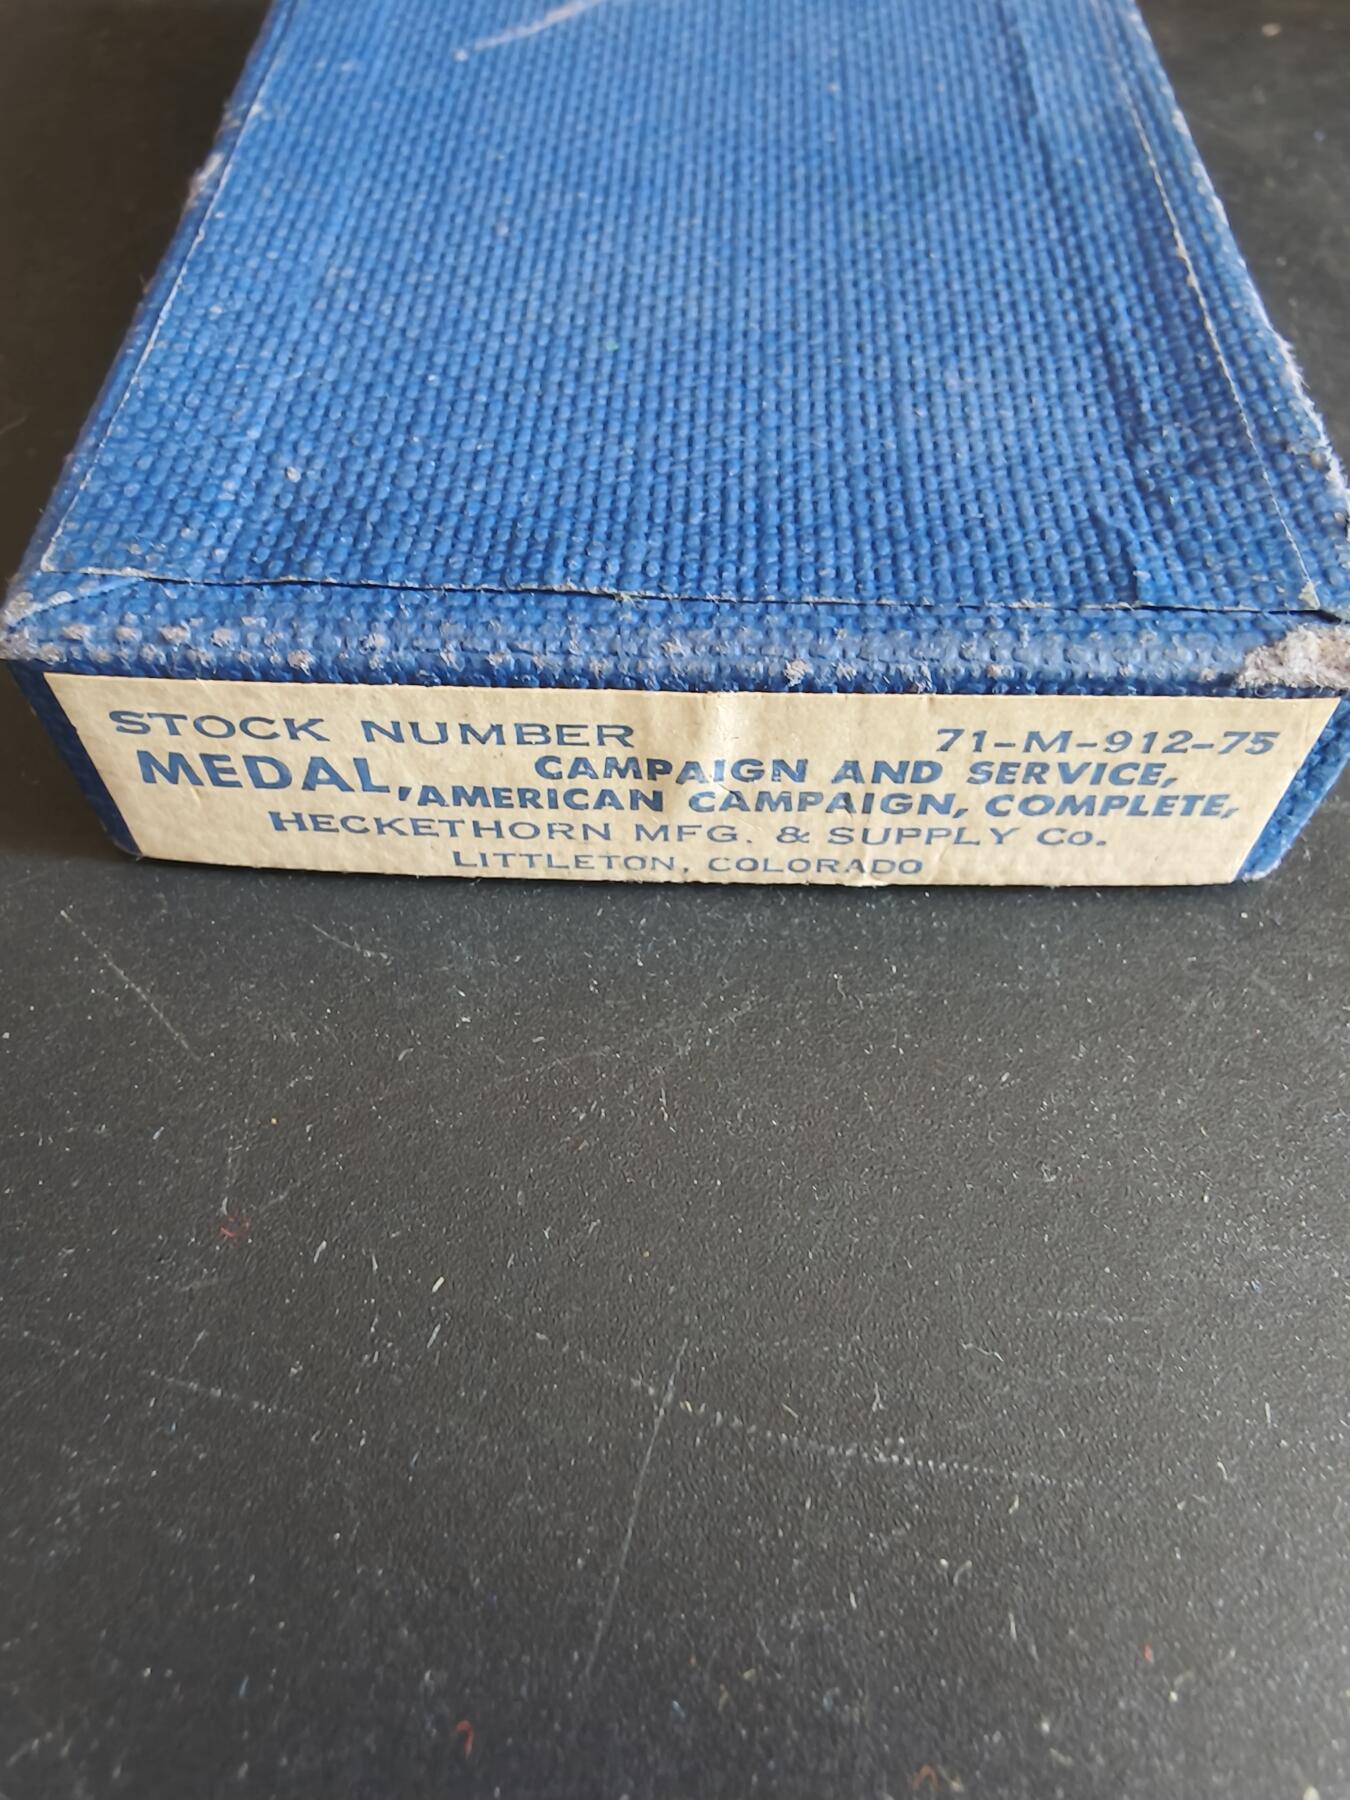 STOCK NUMBER 71-M-912-75
MEDAL, CAMPAIGN AND SERVICE,
AMERICAN CAMPAIGN, COMPLETE,
HECKETHORN MFG. & SUPPLY CO.
LITTLETON, COLORADO